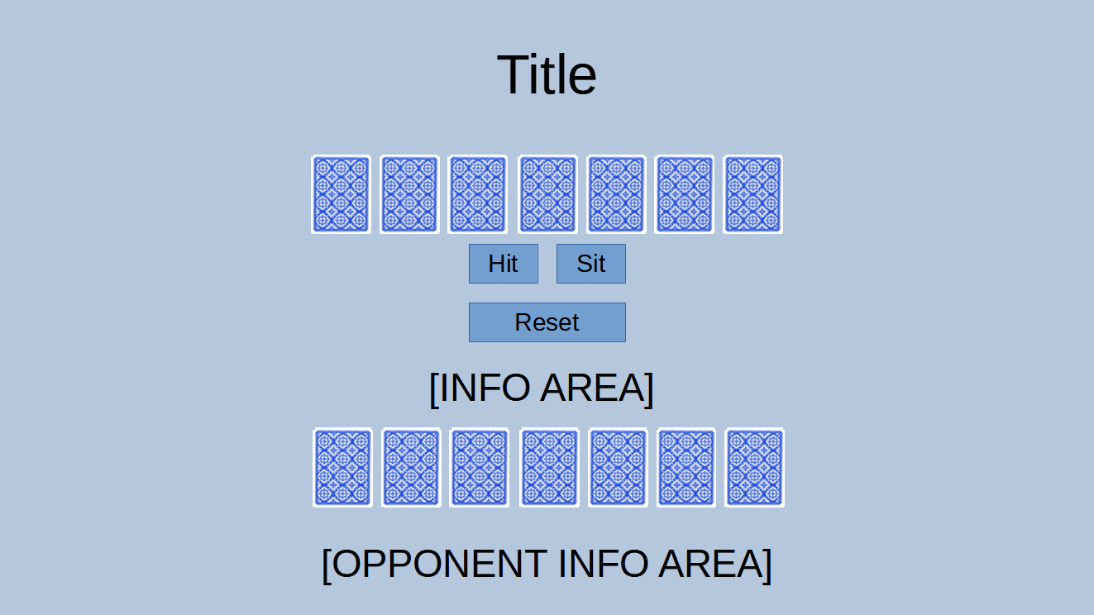 Title
Hit Sit
Reset
[INFO AREA]
[OPPONENT INFO AREA]